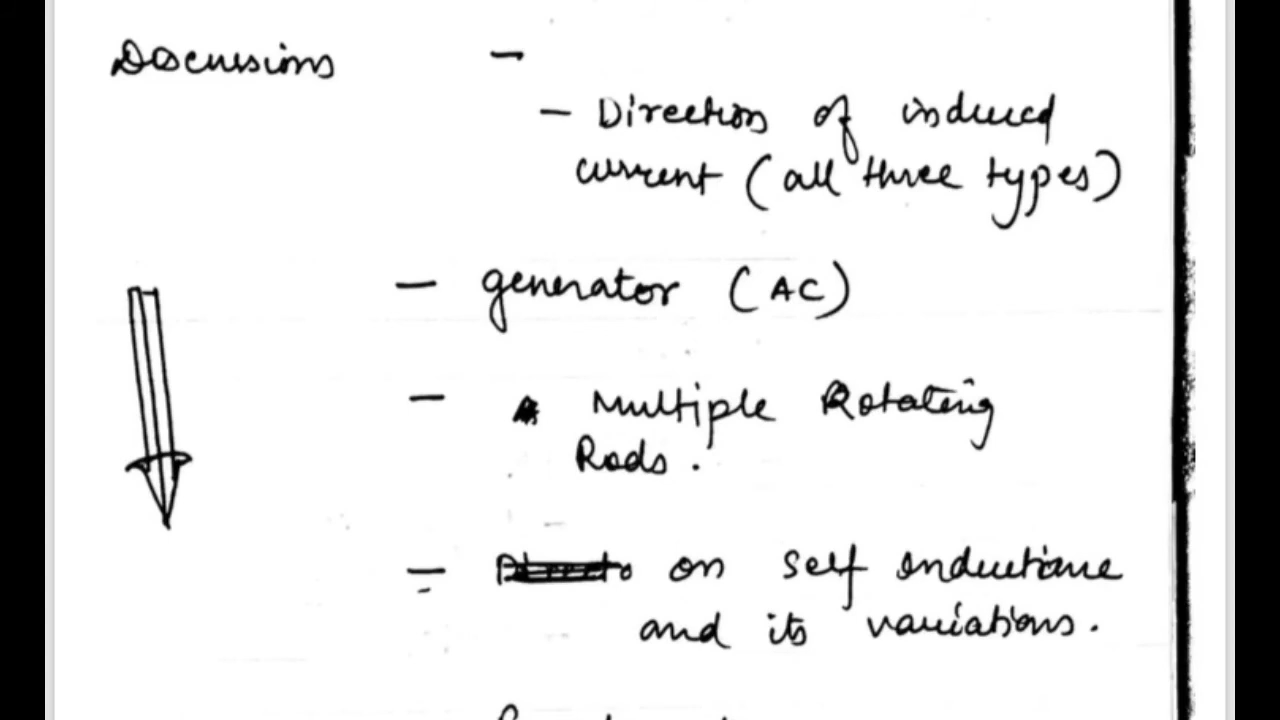 Discussions -
- Direction of induced
current (all three types)
- generator (AC)
- Multiple Rotating
Rods.
- on self inductance
and its variations.